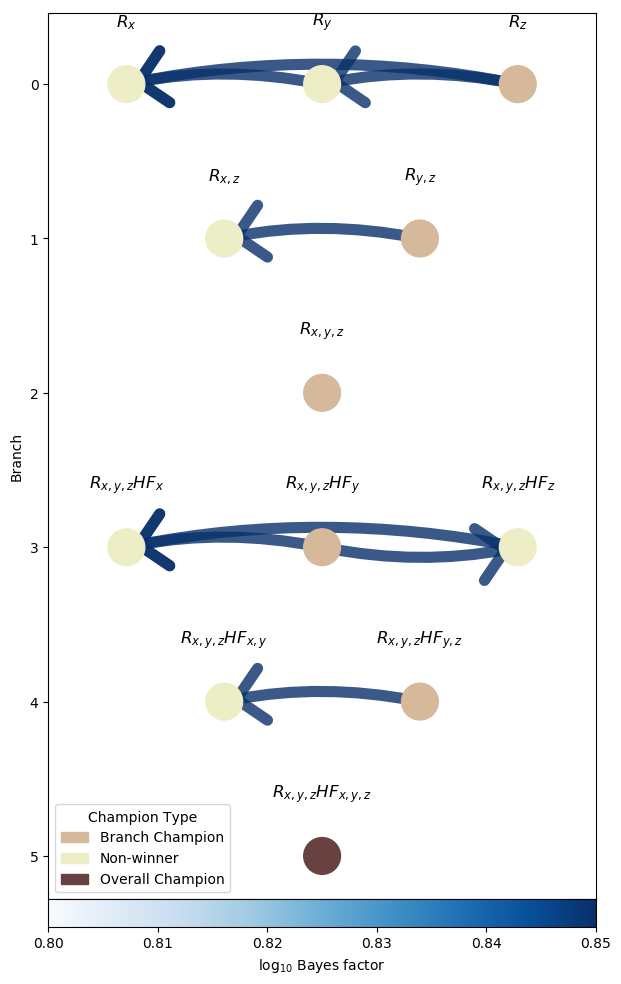 R_x R_y R_z
0
R_{x,z} R_{y,z}
1
R_{x,y,z}
2
Branch
R_{x,y,z}HF_x R_{x,y,z}HF_y R_{x,y,z}HF_z
3
R_{x,y,z}HF_{x,y} R_{x,y,z}HF_{y,z}
4
R_{x,y,z}HF_{x,y,z}
Champion Type
Branch Champion
Non-winner
Overall Champion
5
0.80 0.81 0.82 0.83 0.84 0.85
log_{10} Bayes factor